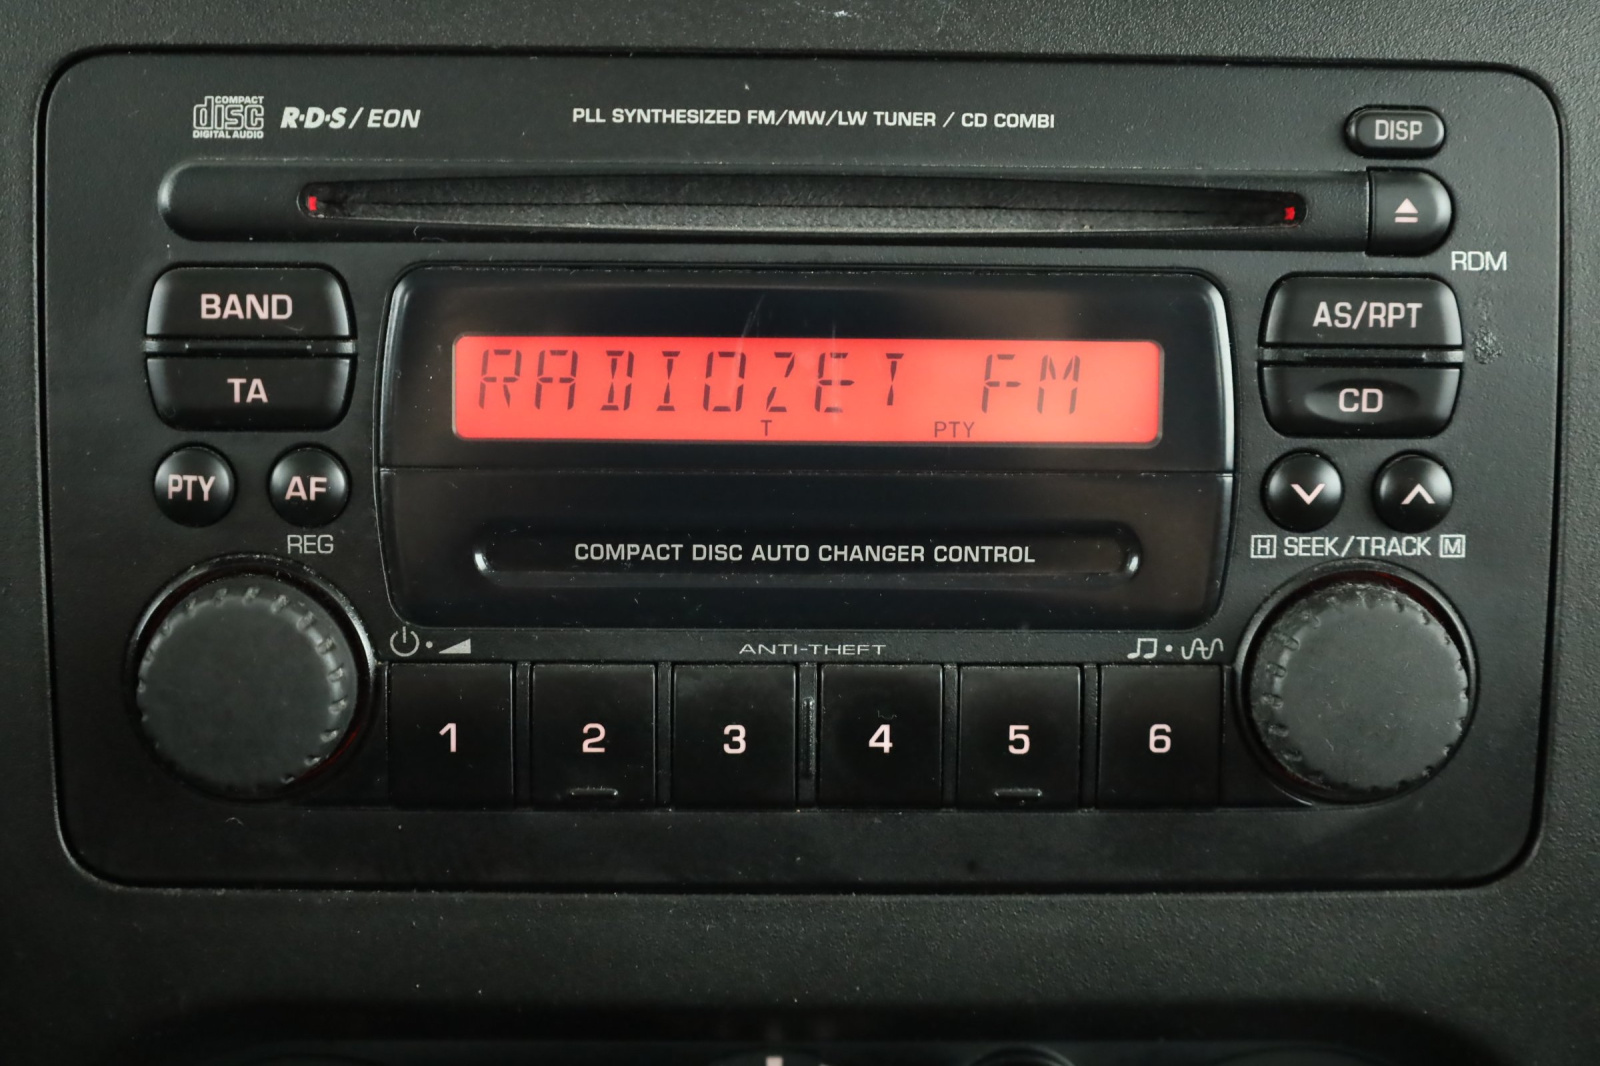 COMPACT disc DIGITAL AUDIO R·D·S / EON PLL SYNTHESIZED FM/MW/LW TUNER / CD COMBI DISP
RDM
BAND
AS/RPT
RADIOZET FM
T PTY
TA
CD
PTY AF
REG
COMPACT DISC AUTO CHANGER CONTROL
H SEEK/TRACK M
ANTI-THEFT
1 2 3 4 5 6